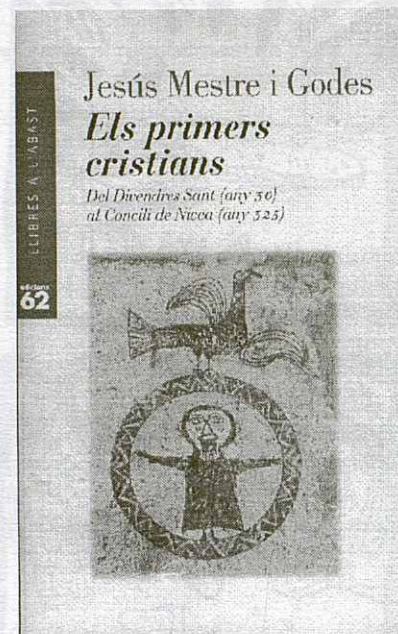 Jesús Mestre i Godes
Els primers
cristians
Del Divendres Sant (any 30)
al Concili de Nicea (any 325)
LLIBRES A L'ABAST
edicions
62